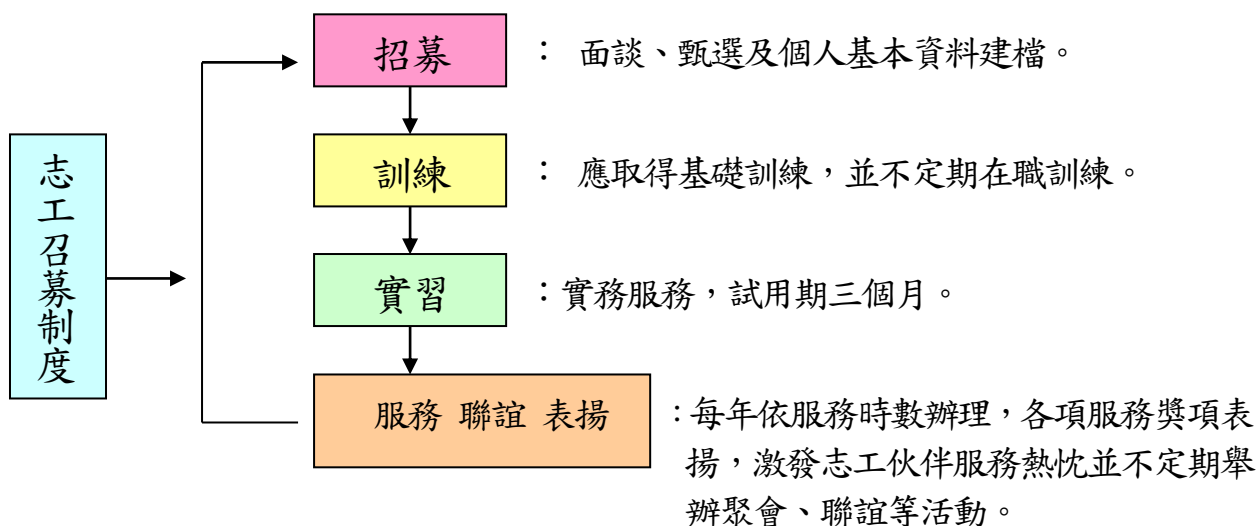 志工召募制度
招募
： 面談、甄選及個人基本資料建檔。
訓練
： 應取得基礎訓練，並不定期在職訓練。
實習
：實務服務，試用期三個月。
服務 聯誼 表揚
：每年依服務時數辦理，各項服務獎項表
揚，激發志工伙伴服務熱忱並不定期舉
辦聚會、聯誼等活動。